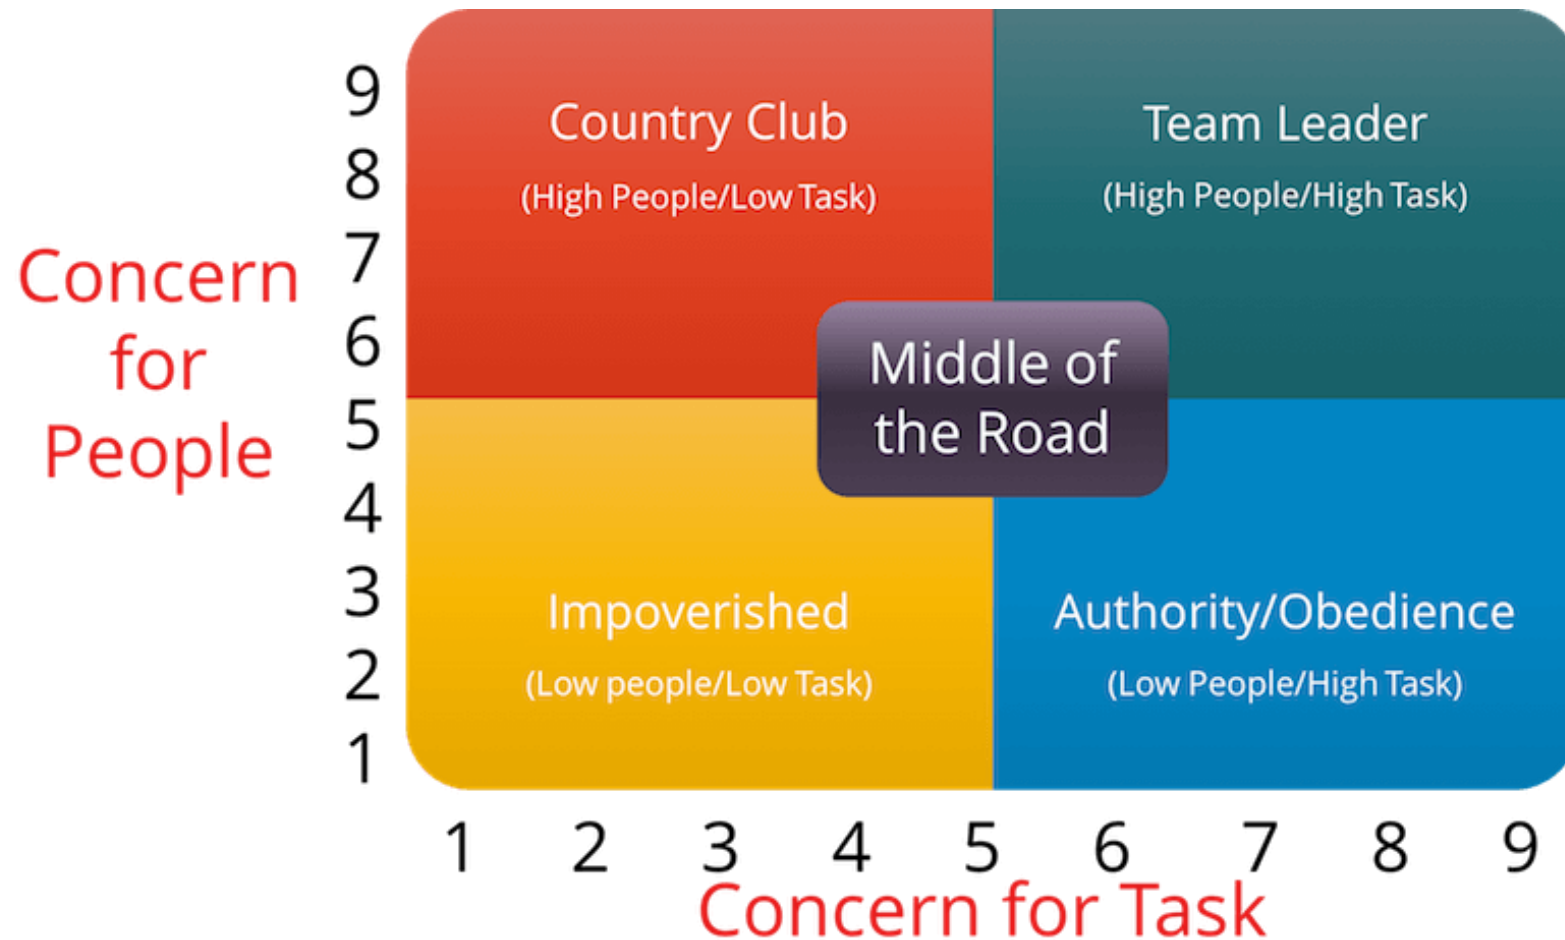 Concern
for
People
9
8
7
6
5
4
3
2
1
Country Club
(High People/Low Task)
Team Leader
(High People/High Task)
Middle of
the Road
Impoverished
(Low people/Low Task)
Authority/Obedience
(Low People/High Task)
1 2 3 4 5 6 7 8 9
Concern for Task